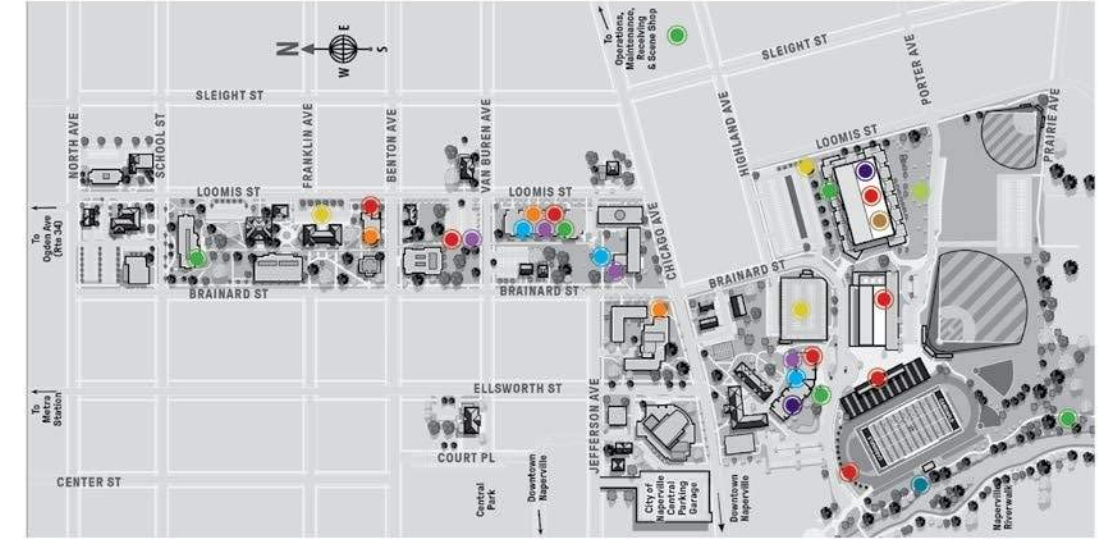 To
Operations,
Maintenance,
Receiving
& Scene Shop
SLEIGHT ST
PORTER AVE
N
E
W
S
SLEIGHT ST
NORTH AVE
SCHOOL ST
FRANKLIN AVE
BENTON AVE
VAN BUREN AVE
HIGHLAND AVE
LOOMIS ST
PRAIRIE AVE
LOOMIS ST
LOOMIS ST
To
Ogden Ave
(Rte 34)
CHICAGO AVE
BRAINARD ST
BRAINARD ST
BRAINARD ST
To
Metra
Station
ELLSWORTH ST
JEFFERSON AVE
COURT PL
CENTER ST
Central
Park
Downtown
Naperville
City of
Naperville
Central
Parking
Garage
Downtown
Naperville
Naperville
Riverwalk